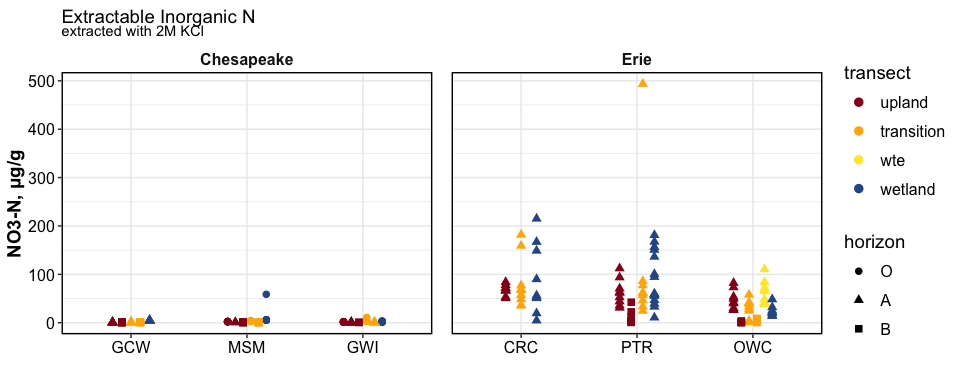 Extractable Inorganic N
extracted with 2M KCl
Chesapeake
Erie
NO3-N, μg/g
500
400
300
200
100
0
GCW
MSM
GWI
CRC
PTR
OWC
transect
upland
transition
wte
wetland
horizon
O
A
B